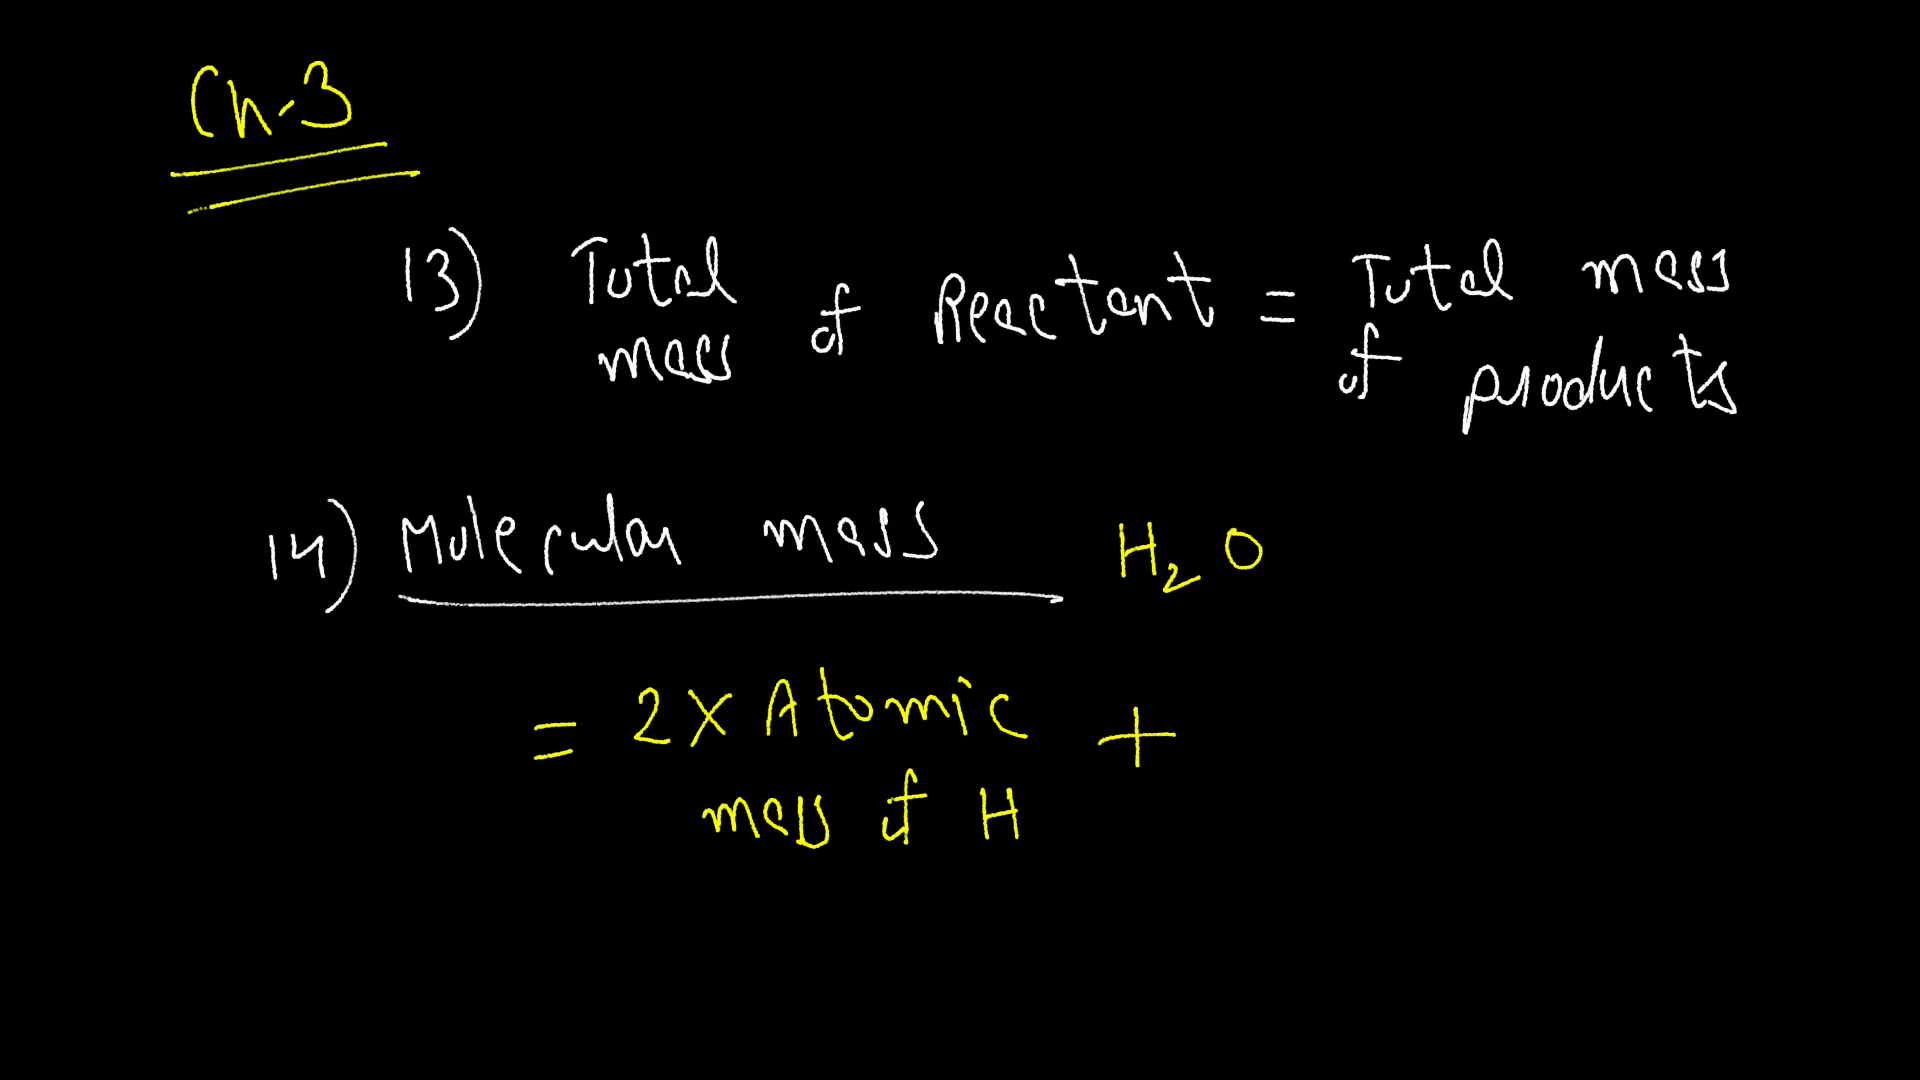 Ch-3
13) Total mass of Reactant = Total mass of products
14) Molecular mass H₂O
= 2 X Atomic mass of H +